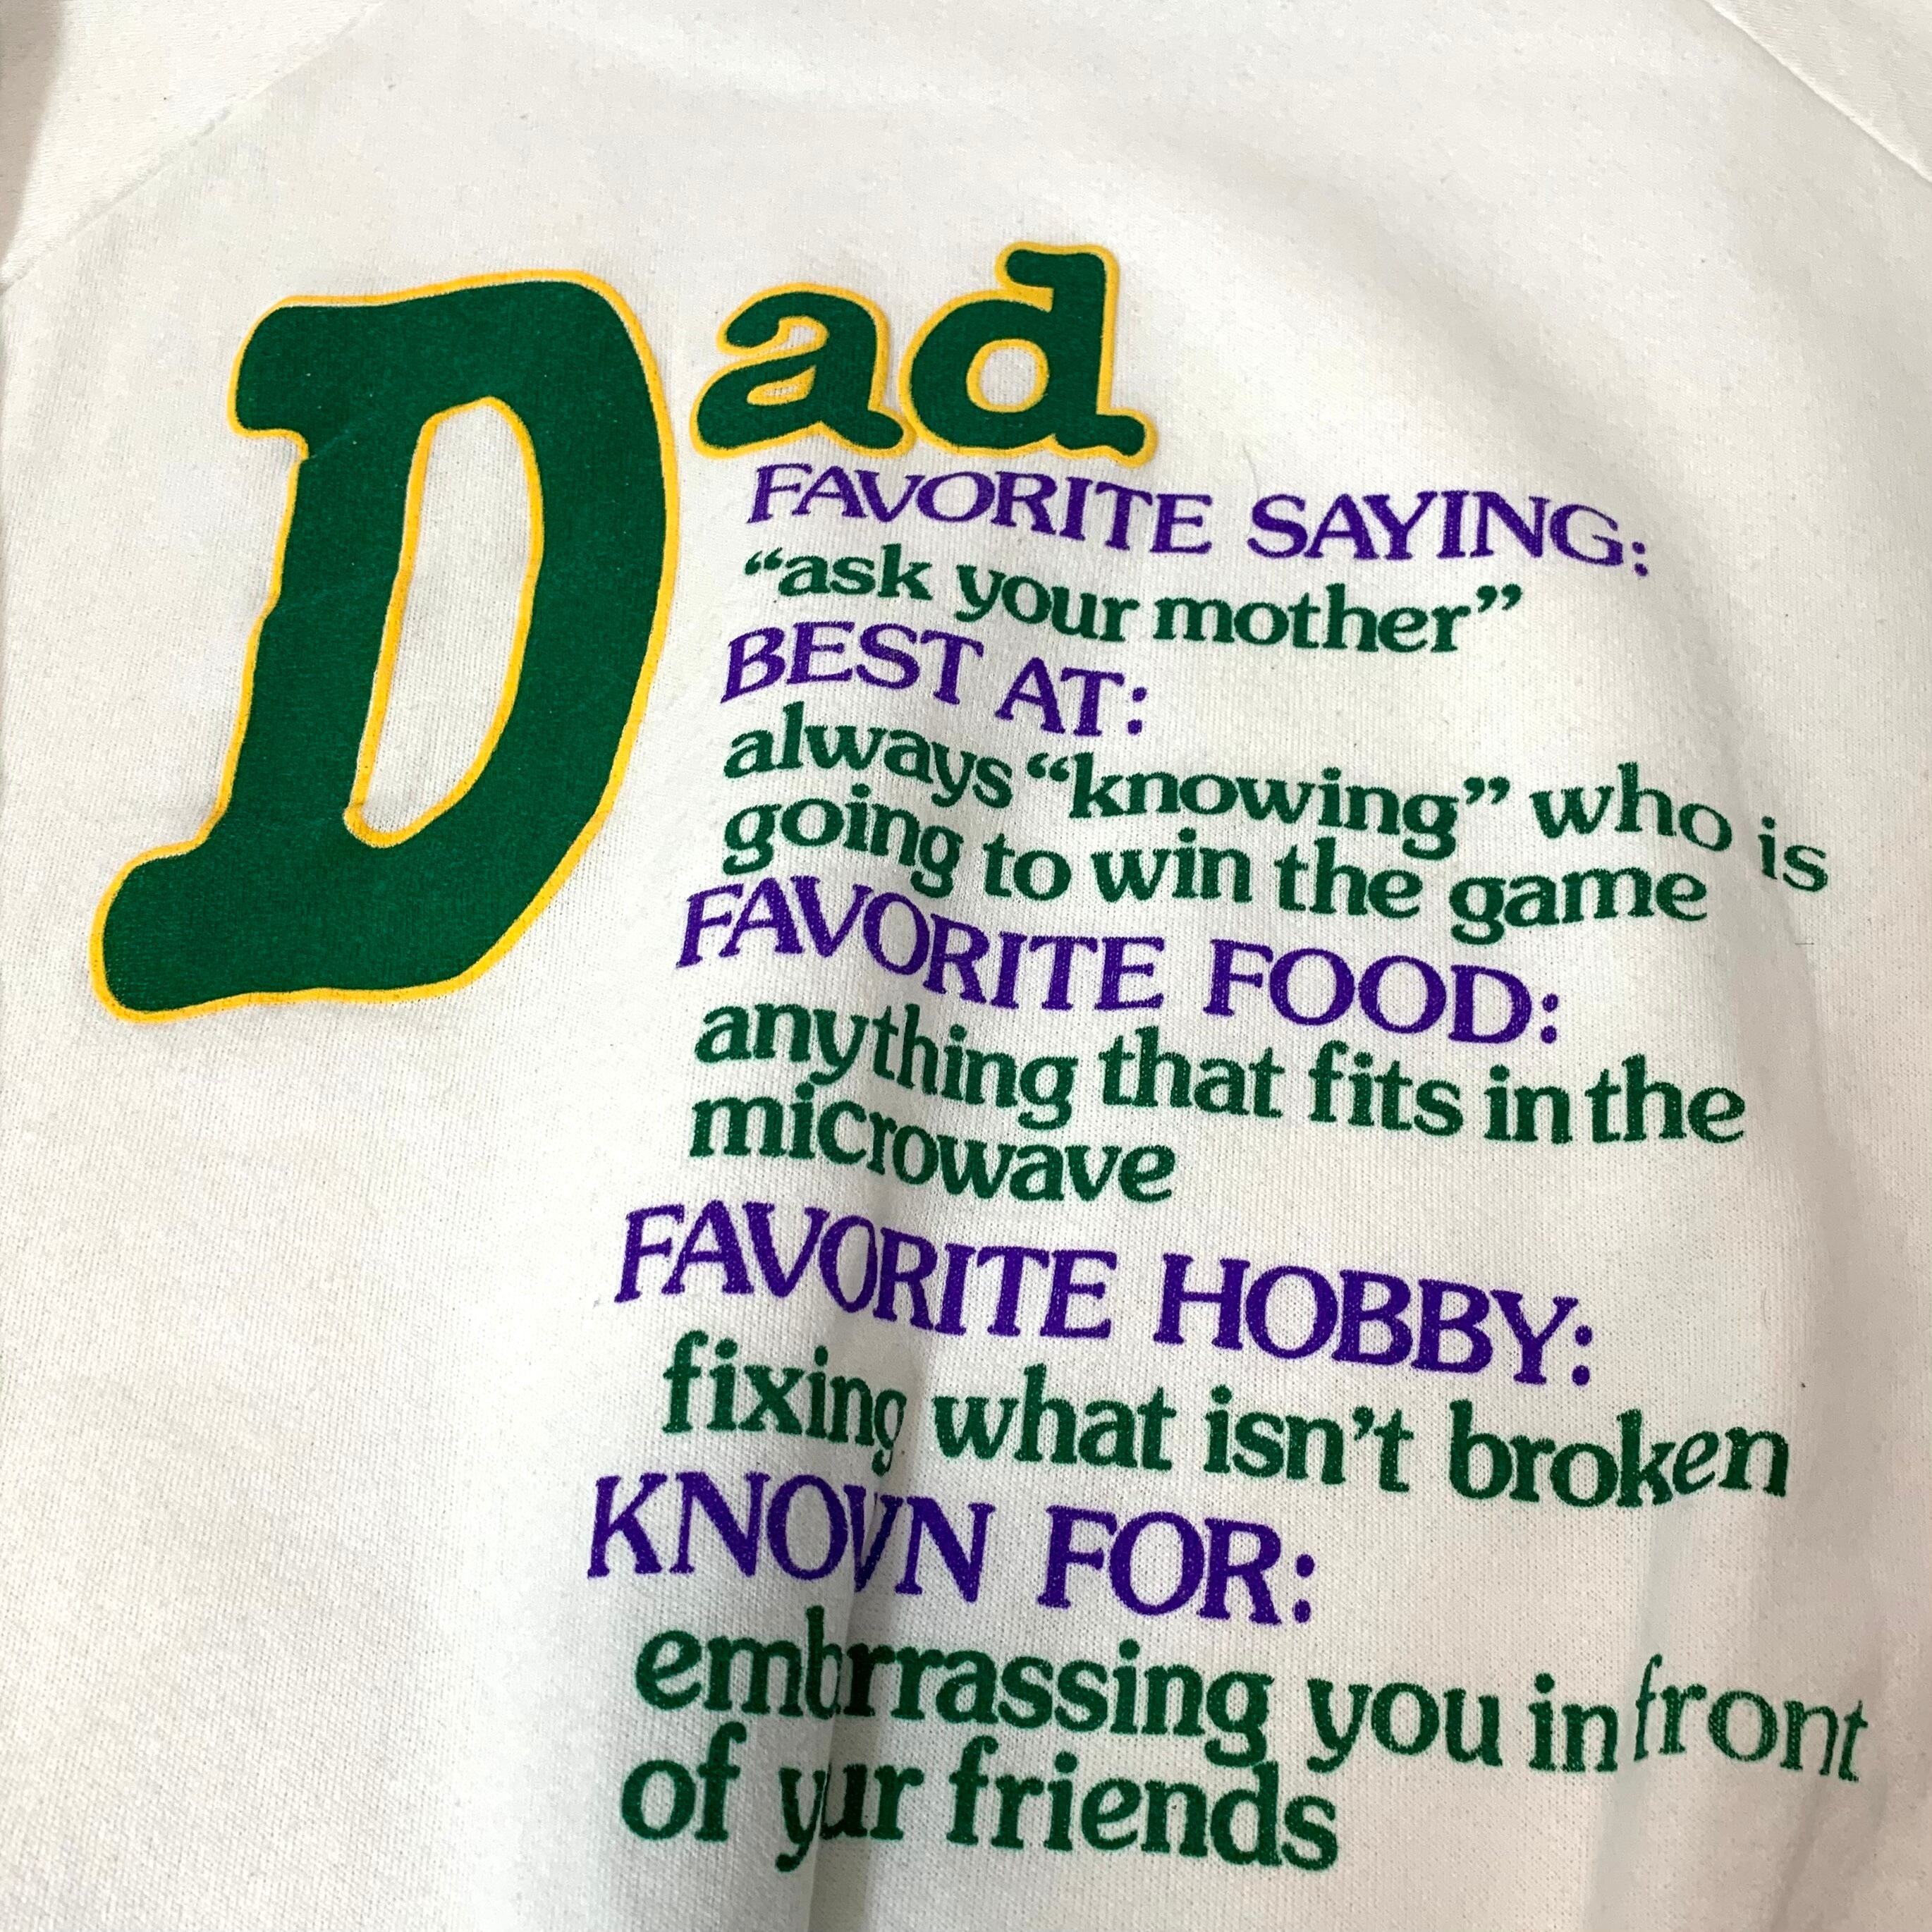 Dad
FAVORITE SAYING:
“ask your mother”
BEST AT:
always “knowing” who is
going to win the game
FAVORITE FOOD:
anything that fits in the
microwave
FAVORITE HOBBY:
fixing what isn’t broken
KNOWN FOR:
embrrassing you in front
of your friends